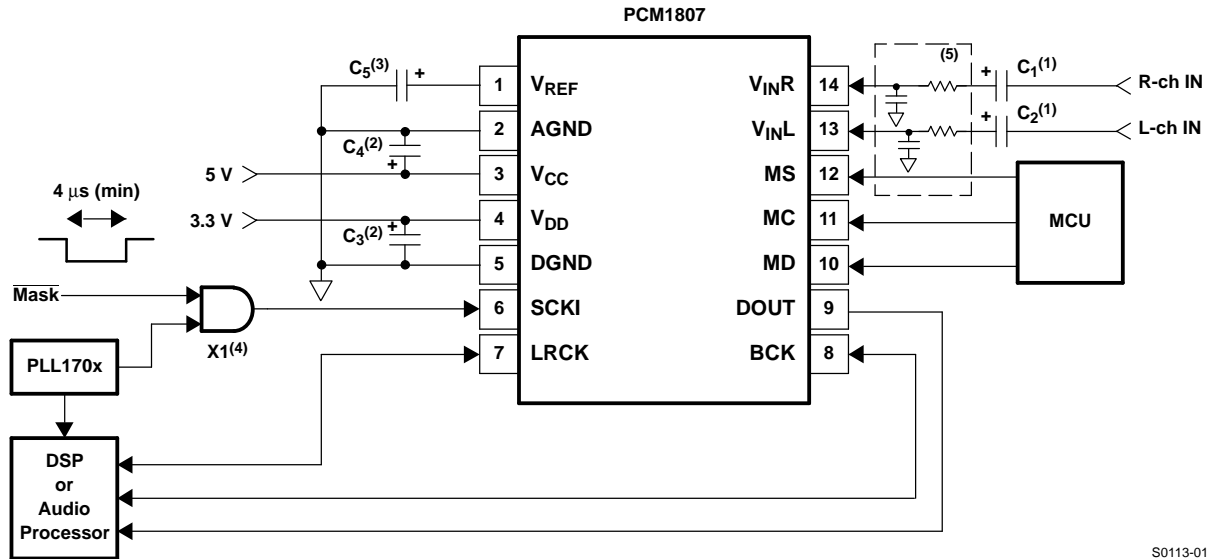 PCM1807
C5(3) +
1 VREF
2 AGND
C4(2)
+
3 VCC
5 V
4 VDD
3.3 V
C3(2)
+
5 DGND
6 SCKI
7 LRCK
VINR 14
VINL 13
MS 12
MC 11
MD 10
DOUT 9
BCK 8
(5)
+ C1(1)
R-ch IN
+ C2(1)
L-ch IN
MCU
4 μs (min)
Mask
X1(4)
PLL170x
DSP
or
Audio
Processor
S0113-01